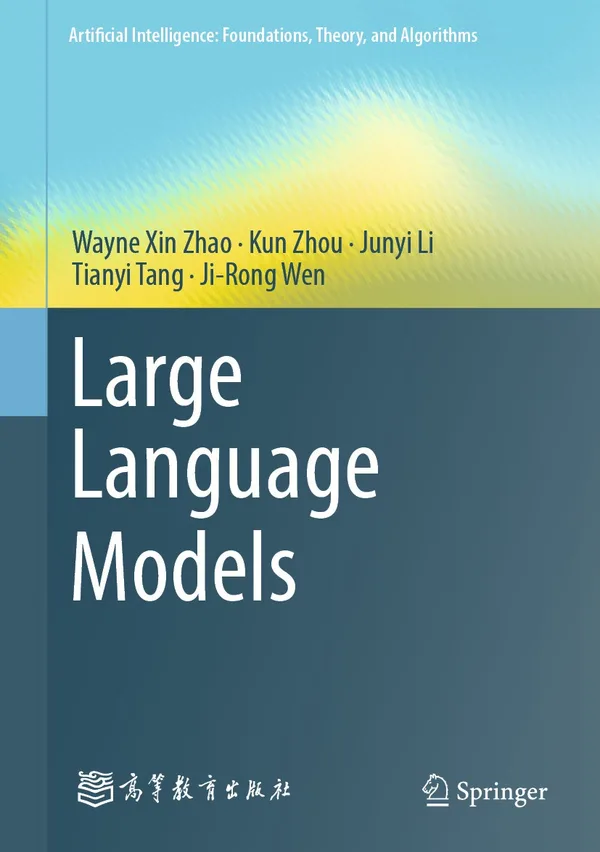 Artificial Intelligence: Foundations, Theory, and Algorithms
Wayne Xin Zhao · Kun Zhou · Junyi Li
Tianyi Tang · Ji-Rong Wen
Large
Language
Models
高等教育出版社
Springer